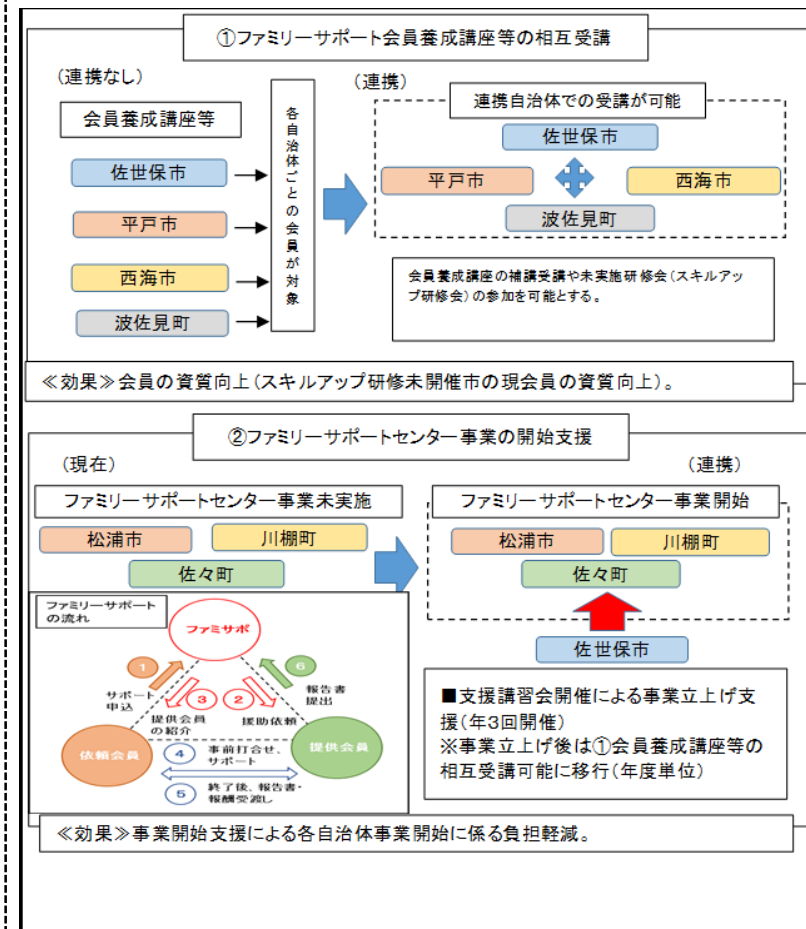 ①ファミリーサポート会員養成講座等の相互受講
（連携なし）
会員養成講座等
佐世保市
平戸市
西海市
波佐見町
各自治体ごとの会員が対象
（連携）
連携自治体での受講が可能
佐世保市
平戸市
西海市
波佐見町
会員養成講座の補講受講や未実施研修会（スキルアッ
プ研修会）の参加を可能とする。
≪効果≫会員の資質向上（スキルアップ研修未開催市の現会員の資質向上）。
②ファミリーサポートセンター事業の開始支援
（現在）
ファミリーサポートセンター事業未実施
松浦市
川棚町
佐々町
ファミリーサポート
の流れ
ファミサポ
1
サポート
申込
3
提供会員
の紹介
2
援助依頼
6
報告書
提出
依頼会員
提供会員
4
事前打合せ、
サポート
5
終了後、報告書・
報酬受渡し
（連携）
ファミリーサポートセンター事業開始
松浦市
川棚町
佐々町
佐世保市
■支援講習会開催による事業立上げ支
援（年3回開催）
※事業立上げ後は①会員養成講座等の
相互受講可能に移行（年度単位）
≪効果≫事業開始支援による各自治体事業開始に係る負担軽減。